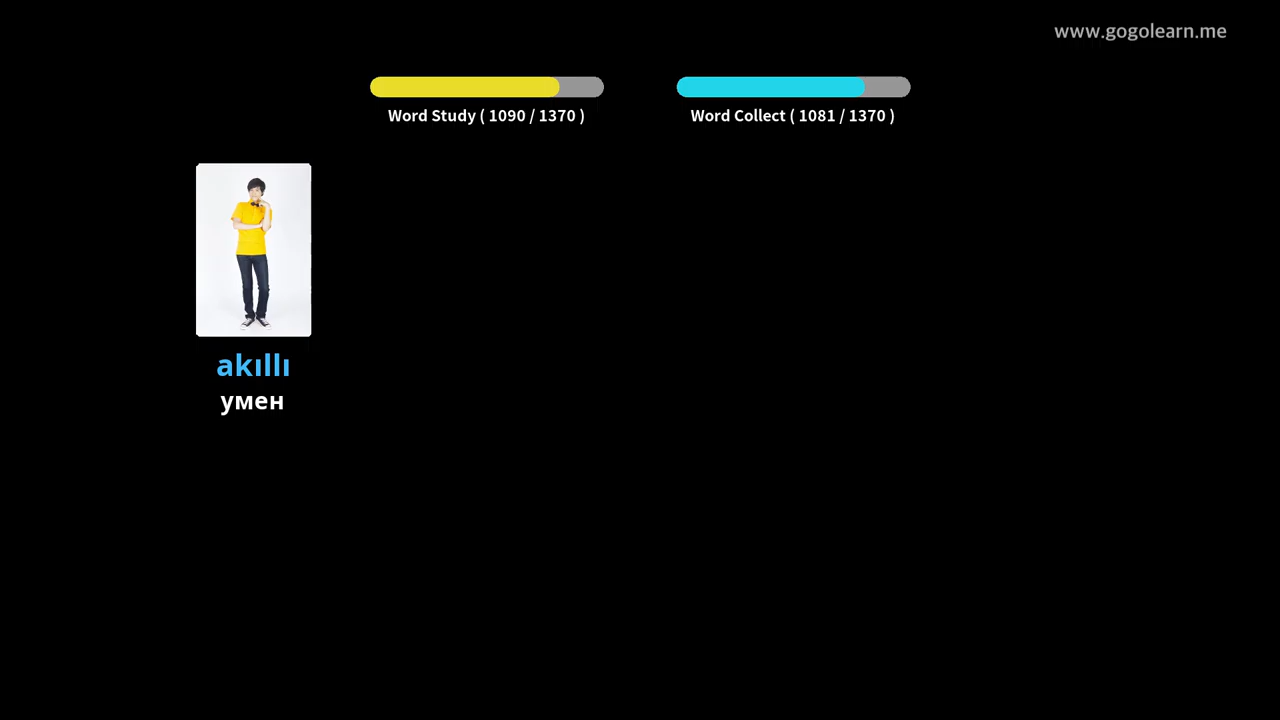 www.gogolearn.me
Word Study ( 1090 / 1370 )
Word Collect ( 1081 / 1370 )
akıllı
умен